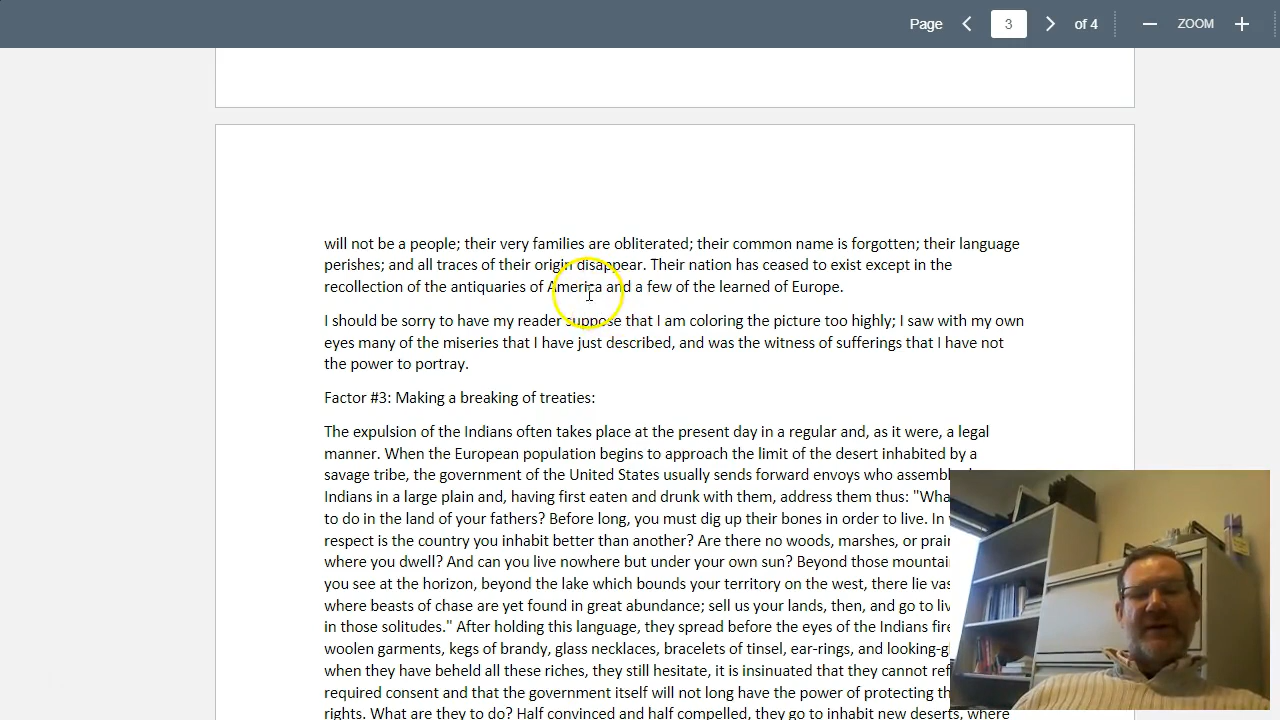 Page 3 of 4 ZOOM
will not be a people; their very families are obliterated; their common name is forgotten; their language
perishes; and all traces of their origin disappear. Their nation has ceased to exist except in the
recollection of the antiquaries of America and a few of the learned of Europe.
I should be sorry to have my reader suppose that I am coloring the picture too highly; I saw with my own
eyes many of the miseries that I have just described, and was the witness of sufferings that I have not
the power to portray.
Factor #3: Making a breaking of treaties:
The expulsion of the Indians often takes place at the present day in a regular and, as it were, a legal
manner. When the European population begins to approach the limit of the desert inhabited by a
savage tribe, the government of the United States usually sends forward envoys who
Indians in a large plain and, having first eaten and drunk with them, address them thus:
to do in the land of your fathers? Before long, you must dig up their bones in order to live. In
respect is the country you inhabit better than another? Are there no woods, marshes, or
where you dwell? And can you live nowhere but under your own sun? Beyond those
you see at the horizon, beyond the lake which bounds your territory on the west, there lie
where beasts of chase are yet found in great abundance; sell us your lands, then, and go to
in those solitudes." After holding this language, they spread before the eyes of the Indians
woolen garments, kegs of brandy, glass necklaces, bracelets of tinsel, ear-rings, and
when they have beheld all these riches, they still hesitate, it is insinuated that they cannot
required consent and that the government itself will not long have the power of protecting
rights. What are they to do? Half convinced and half compelled, they go to inhabit new deserts, where